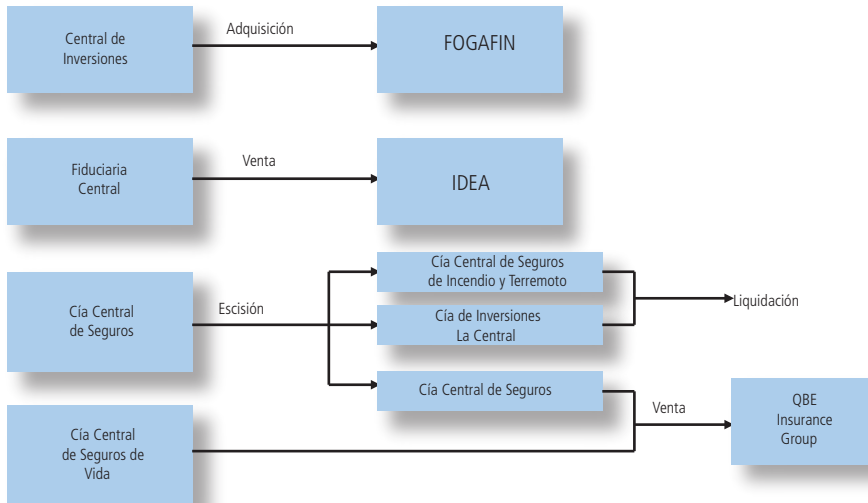 Central de
Inversiones
Adquisición
FOGAFIN
Fiduciaria
Central
Venta
IDEA
Cía Central
de Seguros
Escisión
Cía Central de Seguros
de Incendio y Terremoto
Cía de Inversiones
La Central
Liquidación
Cía Central de Seguros
Cía Central
de Seguros de
Vida
Venta
QBE
Insurance
Group